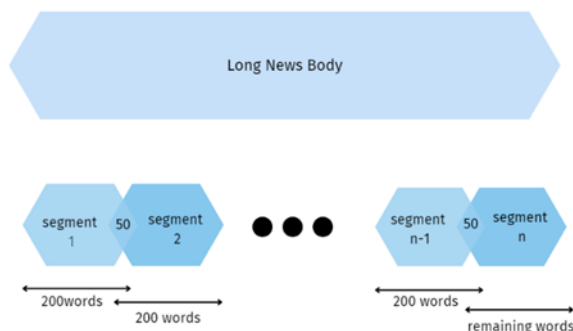 Long News Body
segment
1
50
segment
2
segment
n-1
50
segment
n
200words
200 words
200 words
remaining words